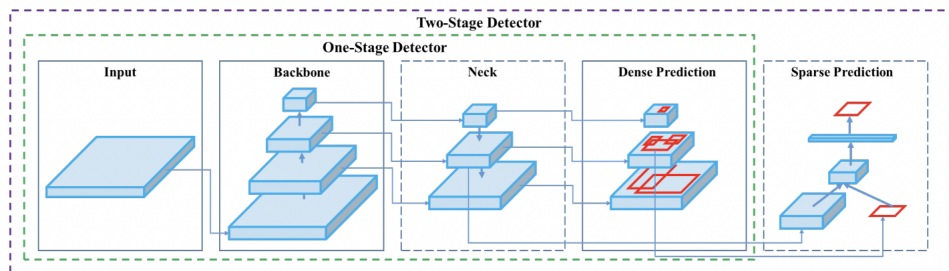 Two-Stage Detector
One-Stage Detector
Input
Backbone
Neck
Dense Prediction
Sparse Prediction